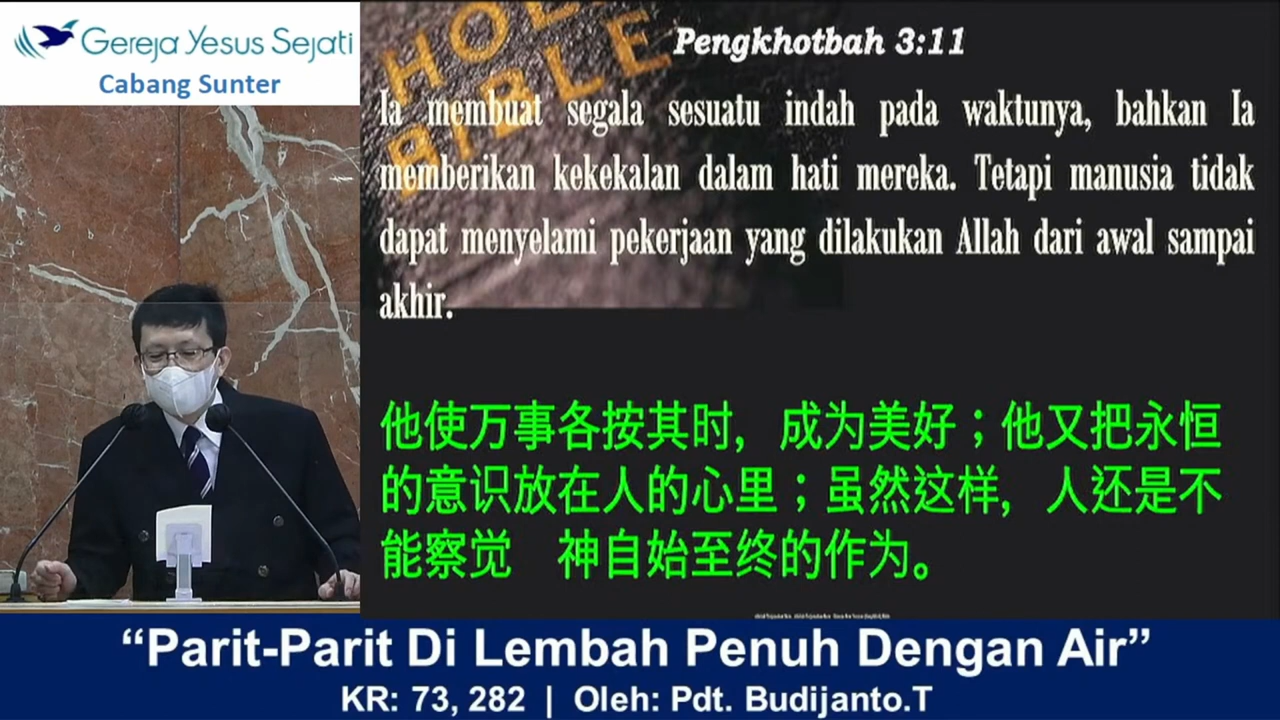 Gereja Yesus Sejati
Cabang Sunter
HOLY
BIBLE
Pengkhotbah 3:11
Ia membuat segala sesuatu indah pada waktunya, bahkan Ia
memberikan kekekalan dalam hati mereka. Tetapi manusia tidak
dapat menyelami pekerjaan yang dilakukan Allah dari awal sampai
akhir.
他使万事各按其时，成为美好；他又把永恒
的意识放在人的心里；虽然这样，人还是不
能察觉　神自始至终的作为。
“Parit-Parit Di Lembah Penuh Dengan Air”
KR: 73, 282 | Oleh: Pdt. Budijanto.T